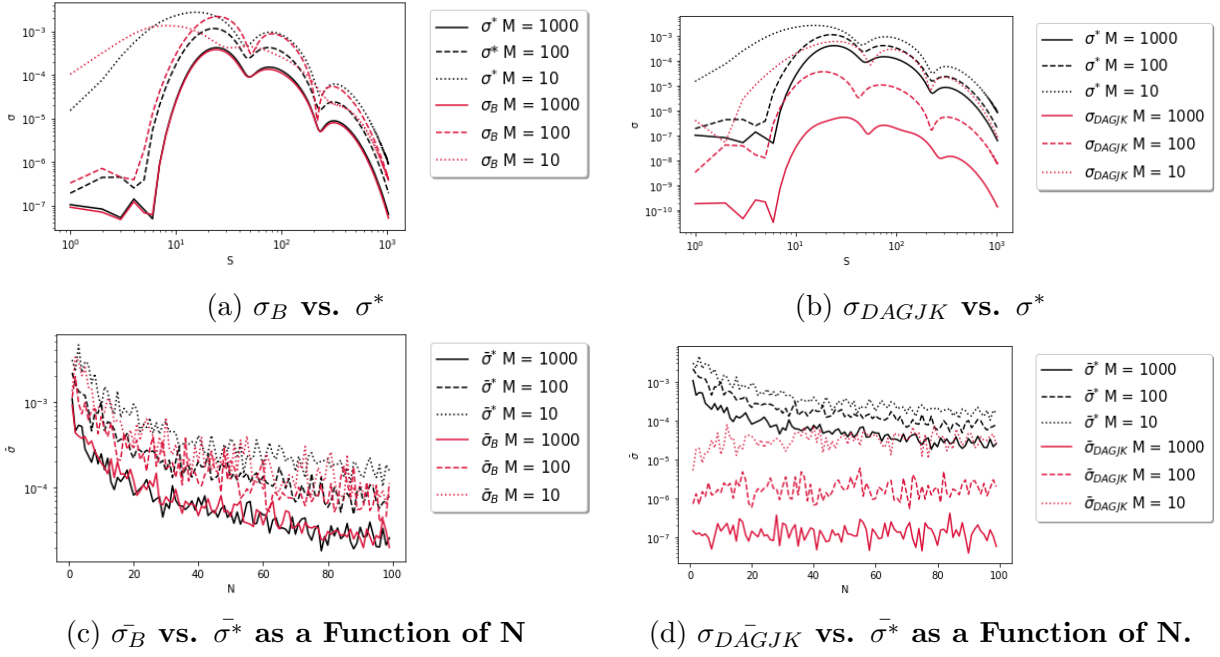 10⁻³
10⁻⁴
10⁻⁵
10⁻⁶
10⁻⁷
σ
10⁰
10¹
10²
10³
S
σ* M = 1000
σ* M = 100
σ* M = 10
σ_B M = 1000
σ_B M = 100
σ_B M = 10
(a) σ_B vs. σ*
10⁻³
10⁻⁴
10⁻⁵
10⁻⁶
10⁻⁷
10⁻⁸
10⁻⁹
10⁻¹⁰
σ
10⁰
10¹
10²
10³
S
σ* M = 1000
σ* M = 100
σ* M = 10
σ_DAGJK M = 1000
σ_DAGJK M = 100
σ_DAGJK M = 10
(b) σ_DAGJK vs. σ*
10⁻³
10⁻⁴
σ̄
0
20
40
60
80
100
N
σ̄* M = 1000
σ̄* M = 100
σ̄* M = 10
σ̄_B M = 1000
σ̄_B M = 100
σ̄_B M = 10
(c) σ̄_B vs. σ̄* as a Function of N
10⁻³
10⁻⁴
10⁻⁵
10⁻⁶
10⁻⁷
σ̄
0
20
40
60
80
100
N
σ̄* M = 1000
σ̄* M = 100
σ̄* M = 10
σ̄_DAGJK M = 1000
σ̄_DAGJK M = 100
σ̄_DAGJK M = 10
(d) σ̄_DAGJK vs. σ̄* as a Function of N.